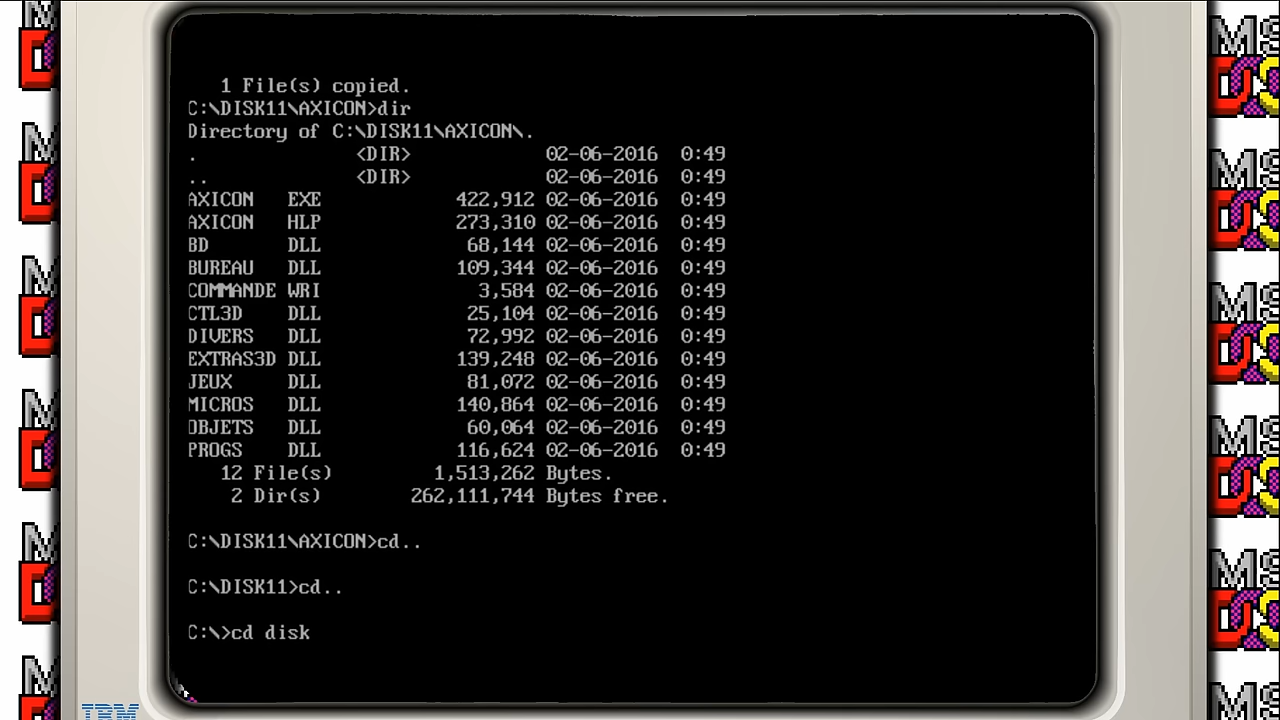 1 File(s) copied.
C:\DISK11\AXICON>dir
Directory of C:\DISK11\AXICON\.
. <DIR> 02-06-2016 0:49
.. <DIR> 02-06-2016 0:49
AXICON EXE 422,912 02-06-2016 0:49
AXICON HLP 273,310 02-06-2016 0:49
BD DLL 68,144 02-06-2016 0:49
BUREAU DLL 109,344 02-06-2016 0:49
COMMANDE WRI 3,584 02-06-2016 0:49
CTL3D DLL 25,104 02-06-2016 0:49
DIVERS DLL 72,992 02-06-2016 0:49
EXTRAS3D DLL 139,248 02-06-2016 0:49
JEUX DLL 81,072 02-06-2016 0:49
MICROS DLL 140,864 02-06-2016 0:49
OBJETS DLL 60,064 02-06-2016 0:49
PROGS DLL 116,624 02-06-2016 0:49
12 File(s) 1,513,262 Bytes.
2 Dir(s) 262,111,744 Bytes free.
C:\DISK11\AXICON>cd..
C:\DISK11>cd..
C:\>cd disk
IBM